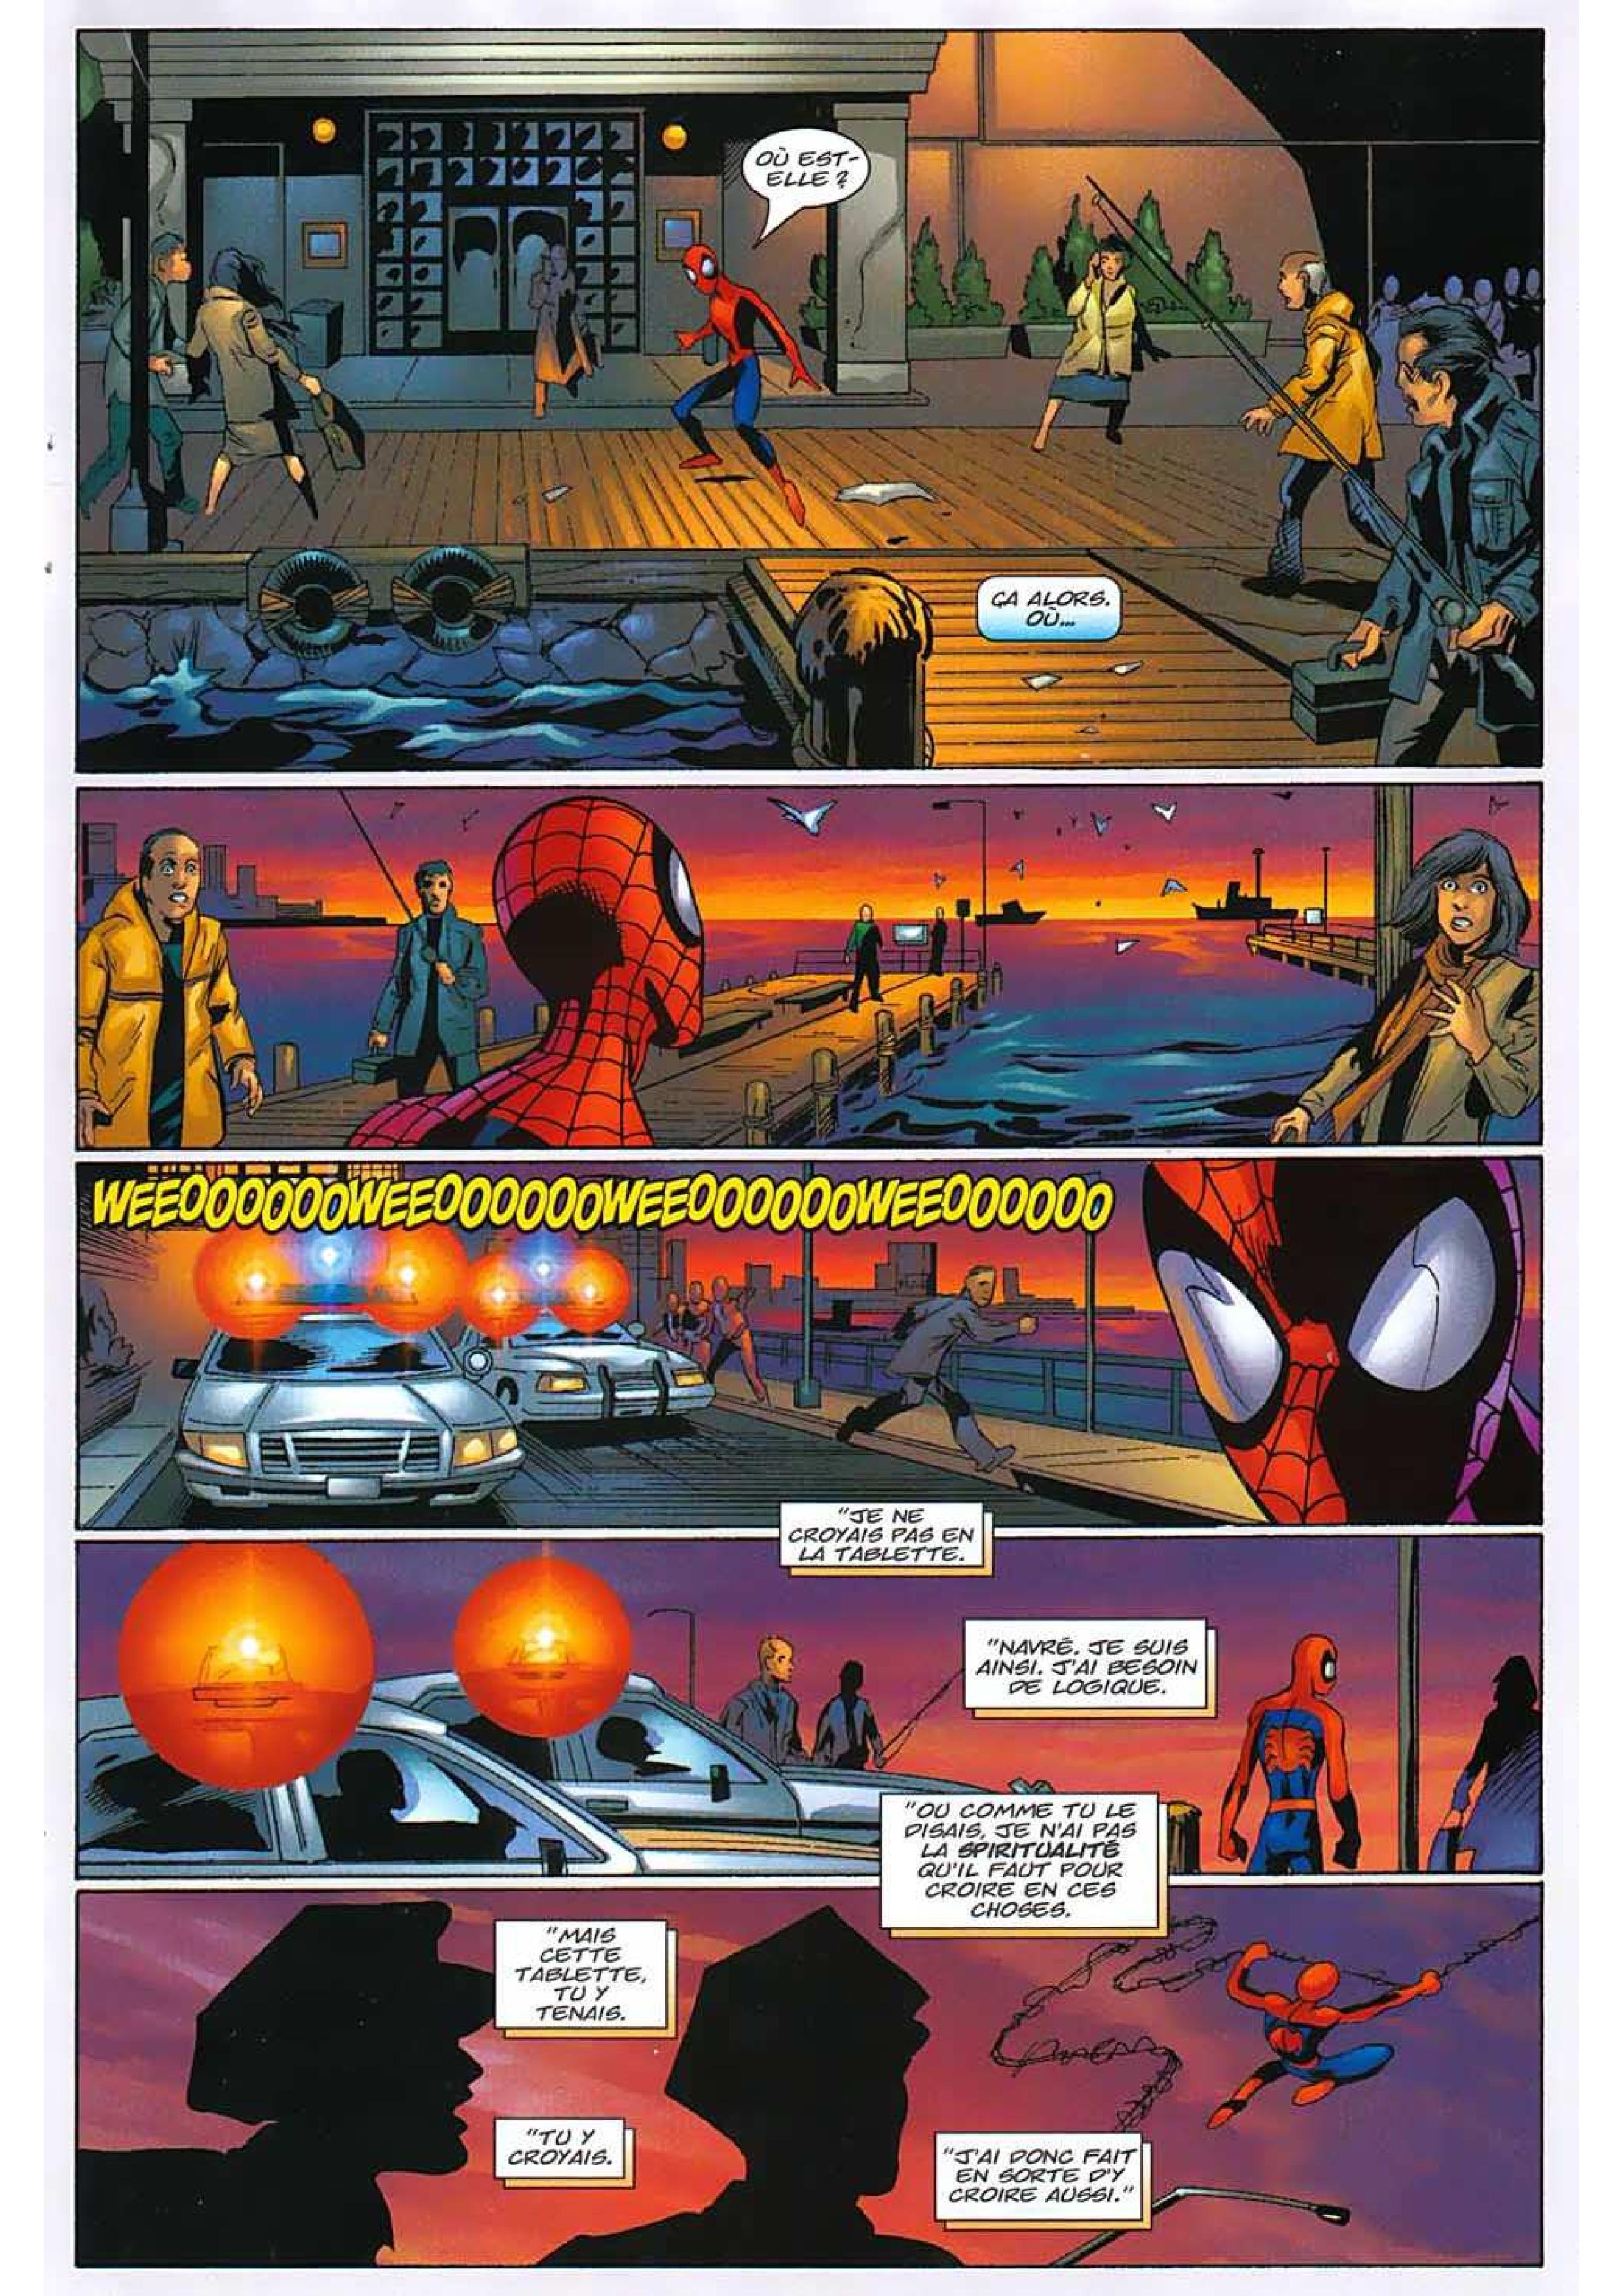 OÙ EST-
ELLE ?
ÇA ALORS.
OÙ...
WEEOOOOOOWEEOOOOOOWEEOOOOOOWEEOOOOOO
"JE NE
CROYAIS PAS EN
LA TABLETTE.
"NAVRÉ. JE SUIS
AINSI. J'AI BESOIN
DE LOGIQUE.
"OU COMME TU LE
DISAIS, JE N'AI PAS
LA SPIRITUALITÉ
QU'IL FAUT POUR
CROIRE EN CES
CHOSES.
"MAIS
CETTE
TABLETTE,
TU Y
TENAIS.
"TU Y
CROYAIS.
"J'AI DONC FAIT
EN SORTE D'Y
CROIRE AUSSI."